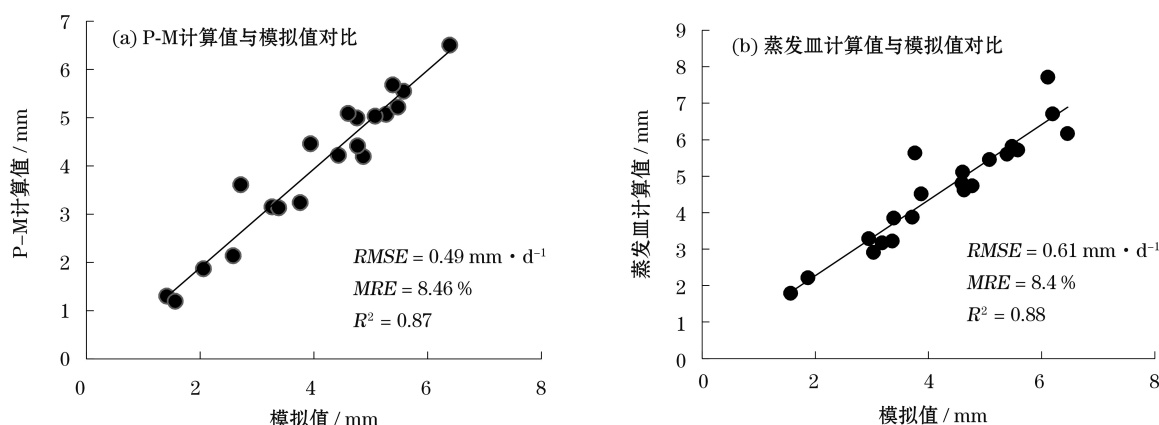 (a) P-M计算值与模拟值对比
P-M计算值 / mm
7
6
5
4
3
2
1
0
RMSE = 0.49 mm · d⁻¹
MRE = 8.46 %
R² = 0.87
0 2 4 6 8
模拟值 / mm
(b) 蒸发皿计算值与模拟值对比
蒸发皿计算值 / mm
9
8
7
6
5
4
3
2
1
0
RMSE = 0.61 mm · d⁻¹
MRE = 8.4 %
R² = 0.88
0 2 4 6 8
模拟值 / mm